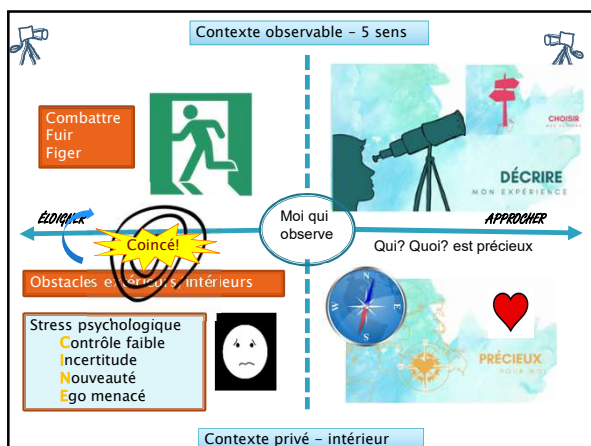 Contexte observable – 5 sens
Combattre
Fuir
Figer
CHOISIR
DÉCRIRE
MON EXPÉRIENCE
ÉLOIGNER
Moi qui
observe
APPROCHER
Coincé!
Qui? Quoi? est précieux
Obstacles extérieurs/intérieurs
Stress psychologique
Contrôle faible
Incertitude
Nouveauté
Ego menacé
N
W
E
S
PRÉCIEUX
POUR MOI
Contexte privé – intérieur